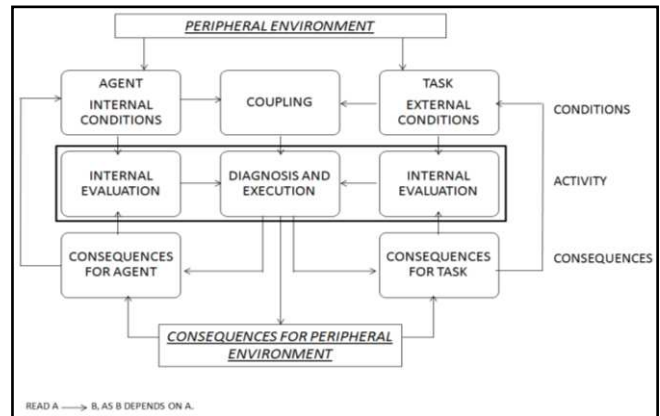 PERIPHERAL ENVIRONMENT
AGENT
INTERNAL
CONDITIONS
COUPLING
TASK
EXTERNAL
CONDITIONS
CONDITIONS
INTERNAL
EVALUATION
DIAGNOSIS AND
EXECUTION
INTERNAL
EVALUATION
ACTIVITY
CONSEQUENCES
FOR AGENT
CONSEQUENCES
FOR TASK
CONSEQUENCES
CONSEQUENCES FOR PERIPHERAL
ENVIRONMENT
READ A ⟶ B, AS B DEPENDS ON A.